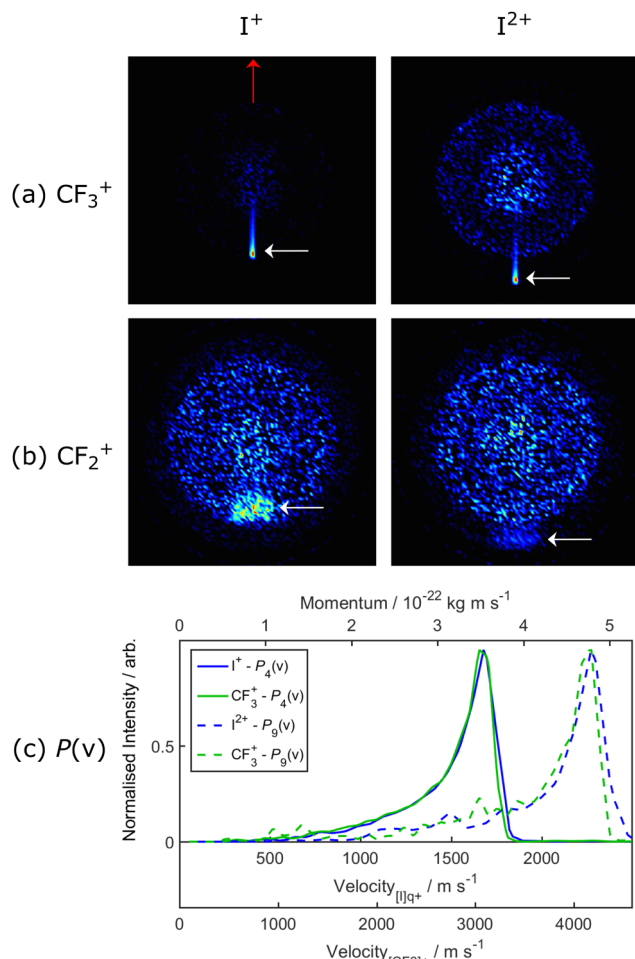 I⁺ I²⁺
(a) CF₃⁺
(b) CF₂⁺
Momentum / 10⁻²² kg m s⁻¹
0 1 2 3 4 5
I⁺ - P₄(v)
CF₃⁺ - P₄(v)
I²⁺ - P₉(v)
CF₃⁺ - P₉(v)
(c) P(v)
Normalised Intensity / arb.
0.5
0
500 1000 1500 2000
Velocity[I]q+ / m s⁻¹
0 1000 2000 3000 4000